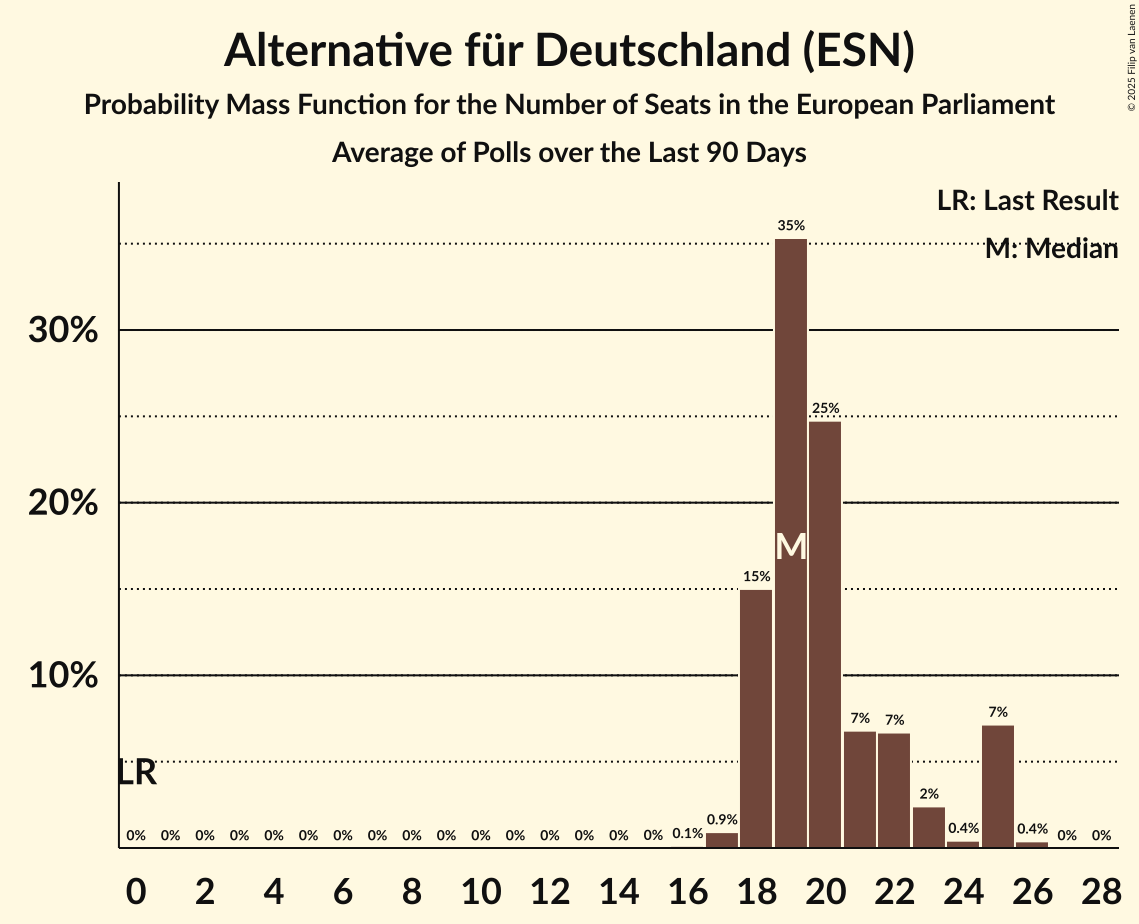 Alternative für Deutschland (ESN)
Probability Mass Function for the Number of Seats in the European Parliament
Average of Polls over the Last 90 Days
© 2025 Filip van Laenen
LR: Last Result
M: Median
35%
30%
25%
20%
M
15%
10%
7% 7% 7%
LR
2%
0% 0% 0% 0% 0% 0% 0% 0% 0% 0% 0% 0% 0% 0% 0% 0% 0.1% 0.9% 0.4% 0.4% 0% 0%
0 2 4 6 8 10 12 14 16 18 20 22 24 26 28